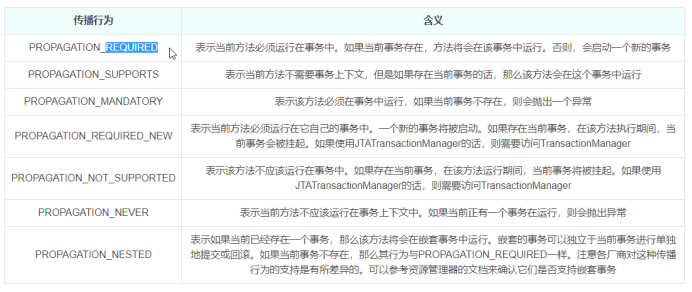 传播行为 含义
PROPAGATION_REQUIRED 表示当前方法必须运行在事务中。如果当前事务存在，方法将会在该事务中运行。否则，会启动一个新的事务
PROPAGATION_SUPPORTS 表示当前方法不需要事务上下文，但是如果存在当前事务的话，那么该方法会在这个事务中运行
PROPAGATION_MANDATORY 表示该方法必须在事务中运行，如果当前事务不存在，则会抛出一个异常
PROPAGATION_REQUIRED_NEW 表示当前方法必须运行在它自己的事务中。一个新的事务将被启动。如果存在当前事务，在该方法执行期间，当
前事务会被挂起。如果使用JTATransactionManager的话，则需要访问TransactionManager
PROPAGATION_NOT_SUPPORTED 表示该方法不应该运行在事务中。如果存在当前事务，在该方法运行期间，当前事务将被挂起。如果使用
JTATransactionManager的话，则需要访问TransactionManager
PROPAGATION_NEVER 表示当前方法不应该运行在事务上下文中。如果当前正有一个事务在运行，则会抛出异常
PROPAGATION_NESTED 表示如果当前已经存在一个事务，那么该方法将会在嵌套事务中运行。嵌套的事务可以独立于当前事务进行单独
地提交或回滚。如果当前事务不存在，那么其行为与PROPAGATION_REQUIRED一样。注意各厂商对这种传播
行为的支持是有所差异的。可以参考资源管理器的文档来确认它们是否支持嵌套事务